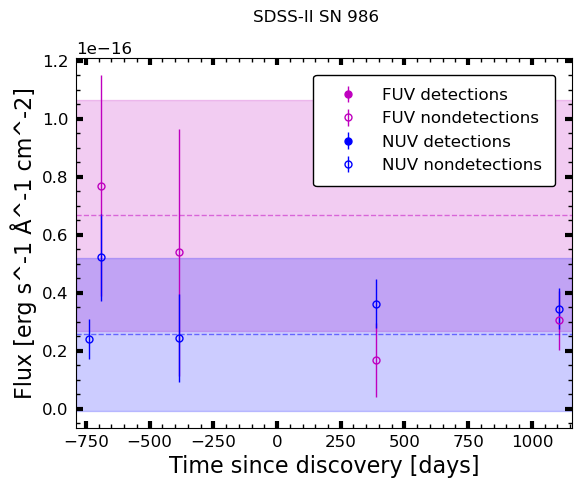 SDSS-II SN 986
1e−16
1.2
1.0
0.8
0.6
0.4
0.2
0.0
Flux [erg s^-1 Å^-1 cm^-2]
FUV detections
FUV nondetections
NUV detections
NUV nondetections
−750 −500 −250 0 250 500 750 1000
Time since discovery [days]